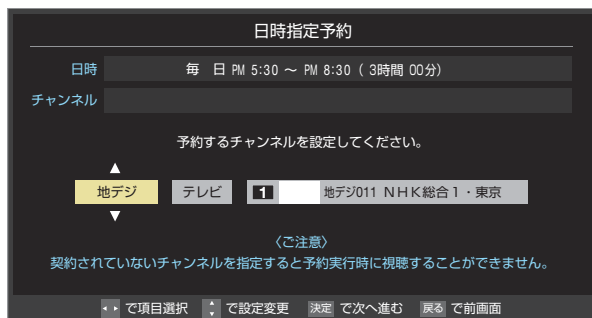 日時指定予約
日時 毎 日 PM 5:30 ～ PM 8:30 ( 3時間 00分)
チャンネル
予約するチャンネルを設定してください。
地デジ テレビ 1 地デジ011 NHK総合1・東京
〈ご注意〉
契約されていないチャンネルを指定すると予約実行時に視聴することができません。
で項目選択 で設定変更 決定 で次へ進む 戻る で前画面